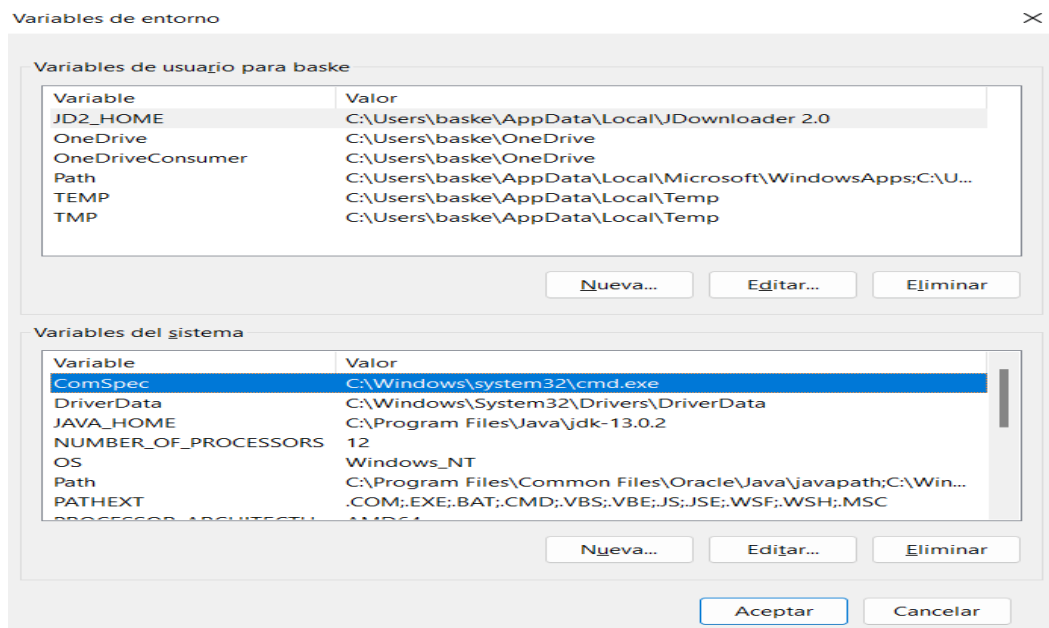 Variables de entorno
Variables de usuario para baske
Variable Valor
JD2_HOME C:\Users\baske\AppData\Local\JDownloader 2.0
OneDrive C:\Users\baske\OneDrive
OneDriveConsumer C:\Users\baske\OneDrive
Path C:\Users\baske\AppData\Local\Microsoft\WindowsApps;C:\U...
TEMP C:\Users\baske\AppData\Local\Temp
TMP C:\Users\baske\AppData\Local\Temp
Nueva... Editar... Eliminar
Variables del sistema
Variable Valor
ComSpec C:\Windows\system32\cmd.exe
DriverData C:\Windows\System32\Drivers\DriverData
JAVA_HOME C:\Program Files\Java\jdk-13.0.2
NUMBER_OF_PROCESSORS 12
OS Windows_NT
Path C:\Program Files\Common Files\Oracle\Java\javapath;C:\Win...
PATHEXT .COM;.EXE;.BAT;.CMD;.VBS;.VBE;.JS;.JSE;.WSF;.WSH;.MSC
Nueva... Editar... Eliminar
Aceptar Cancelar